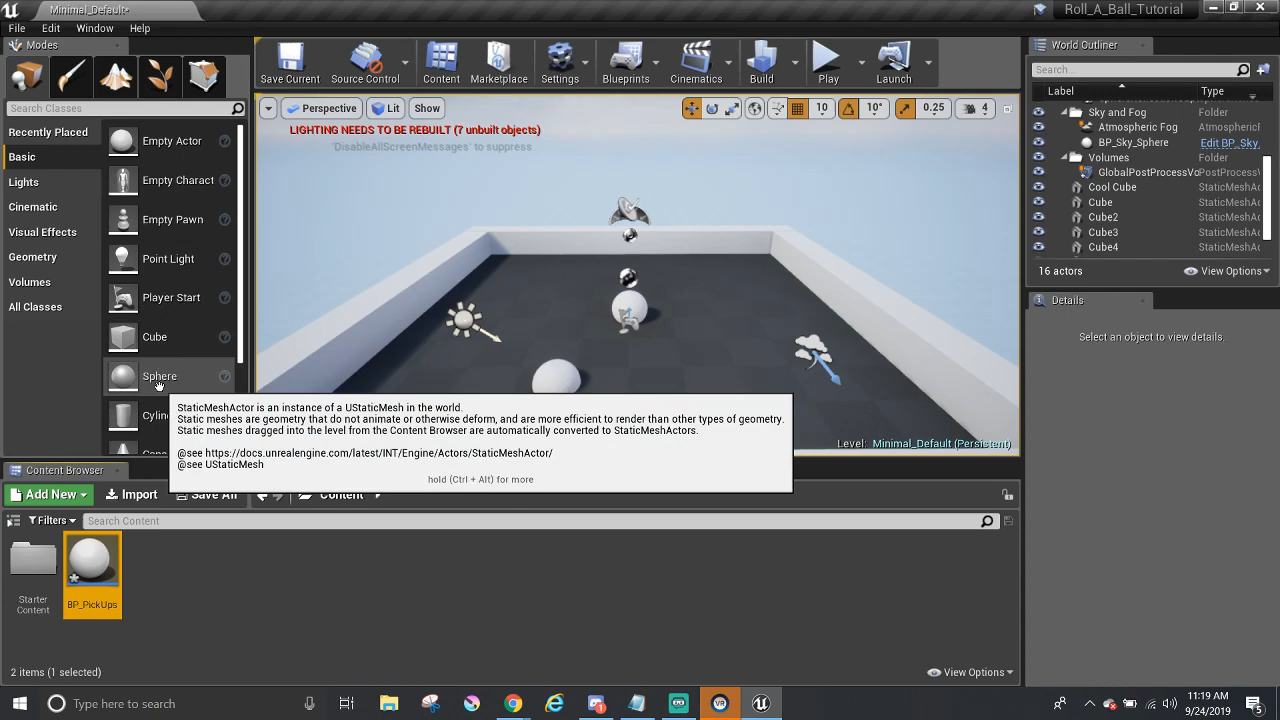 Minimal_Default*
Roll_A_Ball_Tutorial
File Edit Window Help
Modes
Search Classes
Recently Placed
Basic
Lights
Cinematic
Visual Effects
Geometry
Volumes
All Classes
Empty Actor
Empty Charact
Empty Pawn
Point Light
Player Start
Cube
Sphere
Cylin
Save Current
Source Control
Content
Marketplace
Settings
Blueprints
Cinematics
Build
Play
Launch
Perspective
Lit
Show
10
10°
0.25
4
LIGHTING NEEDS TO BE REBUILT (7 unbuilt objects)
'DisableAllScreenMessages' to suppress
StaticMeshActor is an instance of a UStaticMesh in the world.
Static meshes are geometry that do not animate or otherwise deform, and are more efficient to render than other types of geometry.
Static meshes dragged into the level from the Content Browser are automatically converted to StaticMeshActors.
@see https://docs.unrealengine.com/latest/INT/Engine/Actors/StaticMeshActor/
@see UStaticMesh
hold (Ctrl + Alt) for more
Level: Minimal_Default (Persistent)
World Outliner
Search...
Label Type
Sky and Fog Folder
Atmospheric Fog AtmosphericF
BP_Sky_Sphere Edit BP_Sky_
Volumes Folder
GlobalPostProcessVo PostProcessV
Cool Cube StaticMeshAc
Cube StaticMeshAc
Cube2 StaticMeshAc
Cube3 StaticMeshAc
Cube4 StaticMeshAc
16 actors
View Options
Details
Select an object to view details.
Content Browser
Add New
Import
Save All
Content
Filters
Search Content
Starter Content
BP_PickUps
2 items (1 selected)
View Options
Type here to search
VR
11:19 AM
9/24/2019